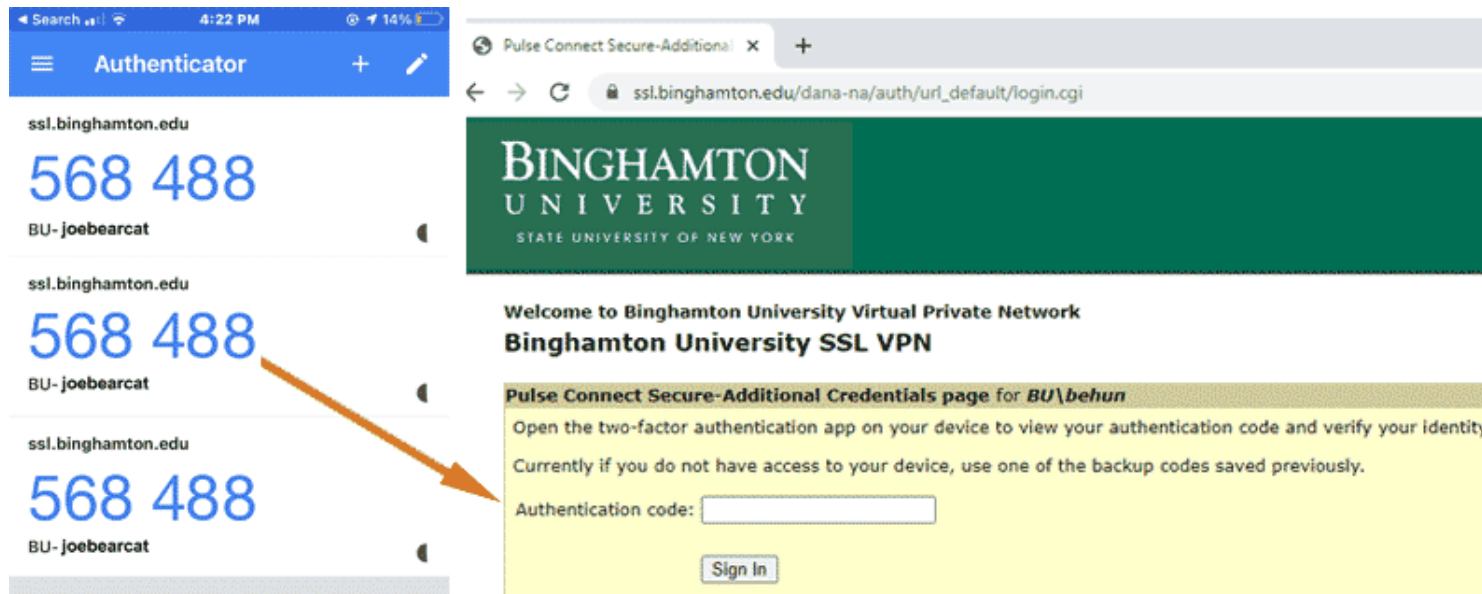 Search
4:22 PM
14%
Authenticator
ssl.binghamton.edu
568 488
BU- joebearcat
ssl.binghamton.edu
568 488
BU- joebearcat
ssl.binghamton.edu
568 488
BU- joebearcat
Pulse Connect Secure-Additional
ssl.binghamton.edu/dana-na/auth/url_default/login.cgi
BINGHAMTON
UNIVERSITY
STATE UNIVERSITY OF NEW YORK
Welcome to Binghamton University Virtual Private Network
Binghamton University SSL VPN
Pulse Connect Secure-Additional Credentials page for BU\behun
Open the two-factor authentication app on your device to view your authentication code and verify your identity
Currently if you do not have access to your device, use one of the backup codes saved previously.
Authentication code:
Sign In